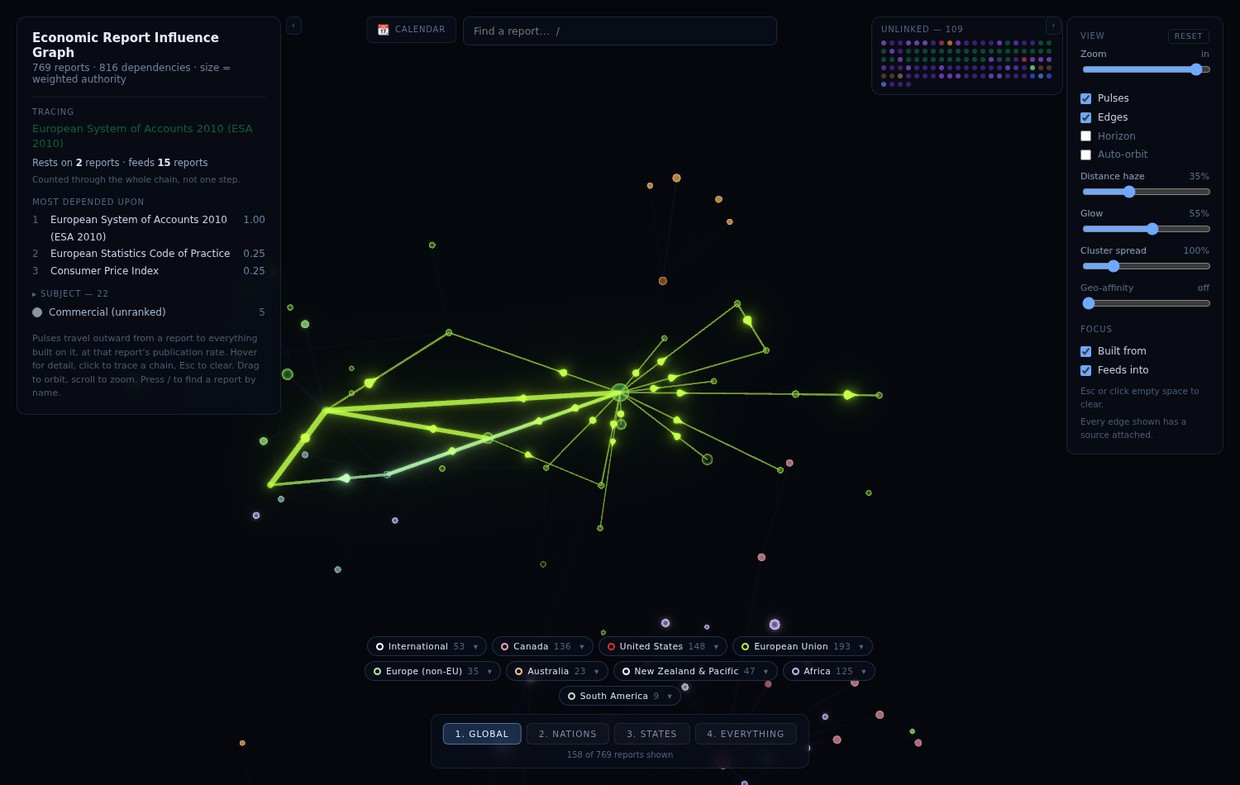 Economic Report Influence
Graph
769 reports · 816 dependencies · size =
weighted authority
TRACING
European System of Accounts 2010 (ESA
2010)
Rests on 2 reports · feeds 15 reports
Counted through the whole chain, not one step.
MOST DEPENDED UPON
1 European System of Accounts 2010 1.00
(ESA 2010)
2 European Statistics Code of Practice 0.25
3 Consumer Price Index 0.25
▸ SUBJECT — 22
Commercial (unranked) 5
Pulses travel outward from a report to everything
built on it, at that report's publication rate. Hover
for detail, click to trace a chain, Esc to clear. Drag
to orbit, scroll to zoom. Press / to find a report by
name.
‹
CALENDAR
Find a report… /
UNLINKED — 109
›
VIEW RESET
Zoom in
Pulses
Edges
Horizon
Auto-orbit
Distance haze 35%
Glow 55%
Cluster spread 100%
Geo-affinity off
FOCUS
Built from
Feeds into
Esc or click empty space to
clear.
Every edge shown has a
source attached.
International 53 ▾ Canada 136 ▾ United States 148 ▾ European Union 193 ▾
Europe (non-EU) 35 ▾ Australia 23 ▾ New Zealand & Pacific 47 ▾ Africa 125 ▾
South America 9 ▾
1. GLOBAL 2. NATIONS 3. STATES 4. EVERYTHING
158 of 769 reports shown